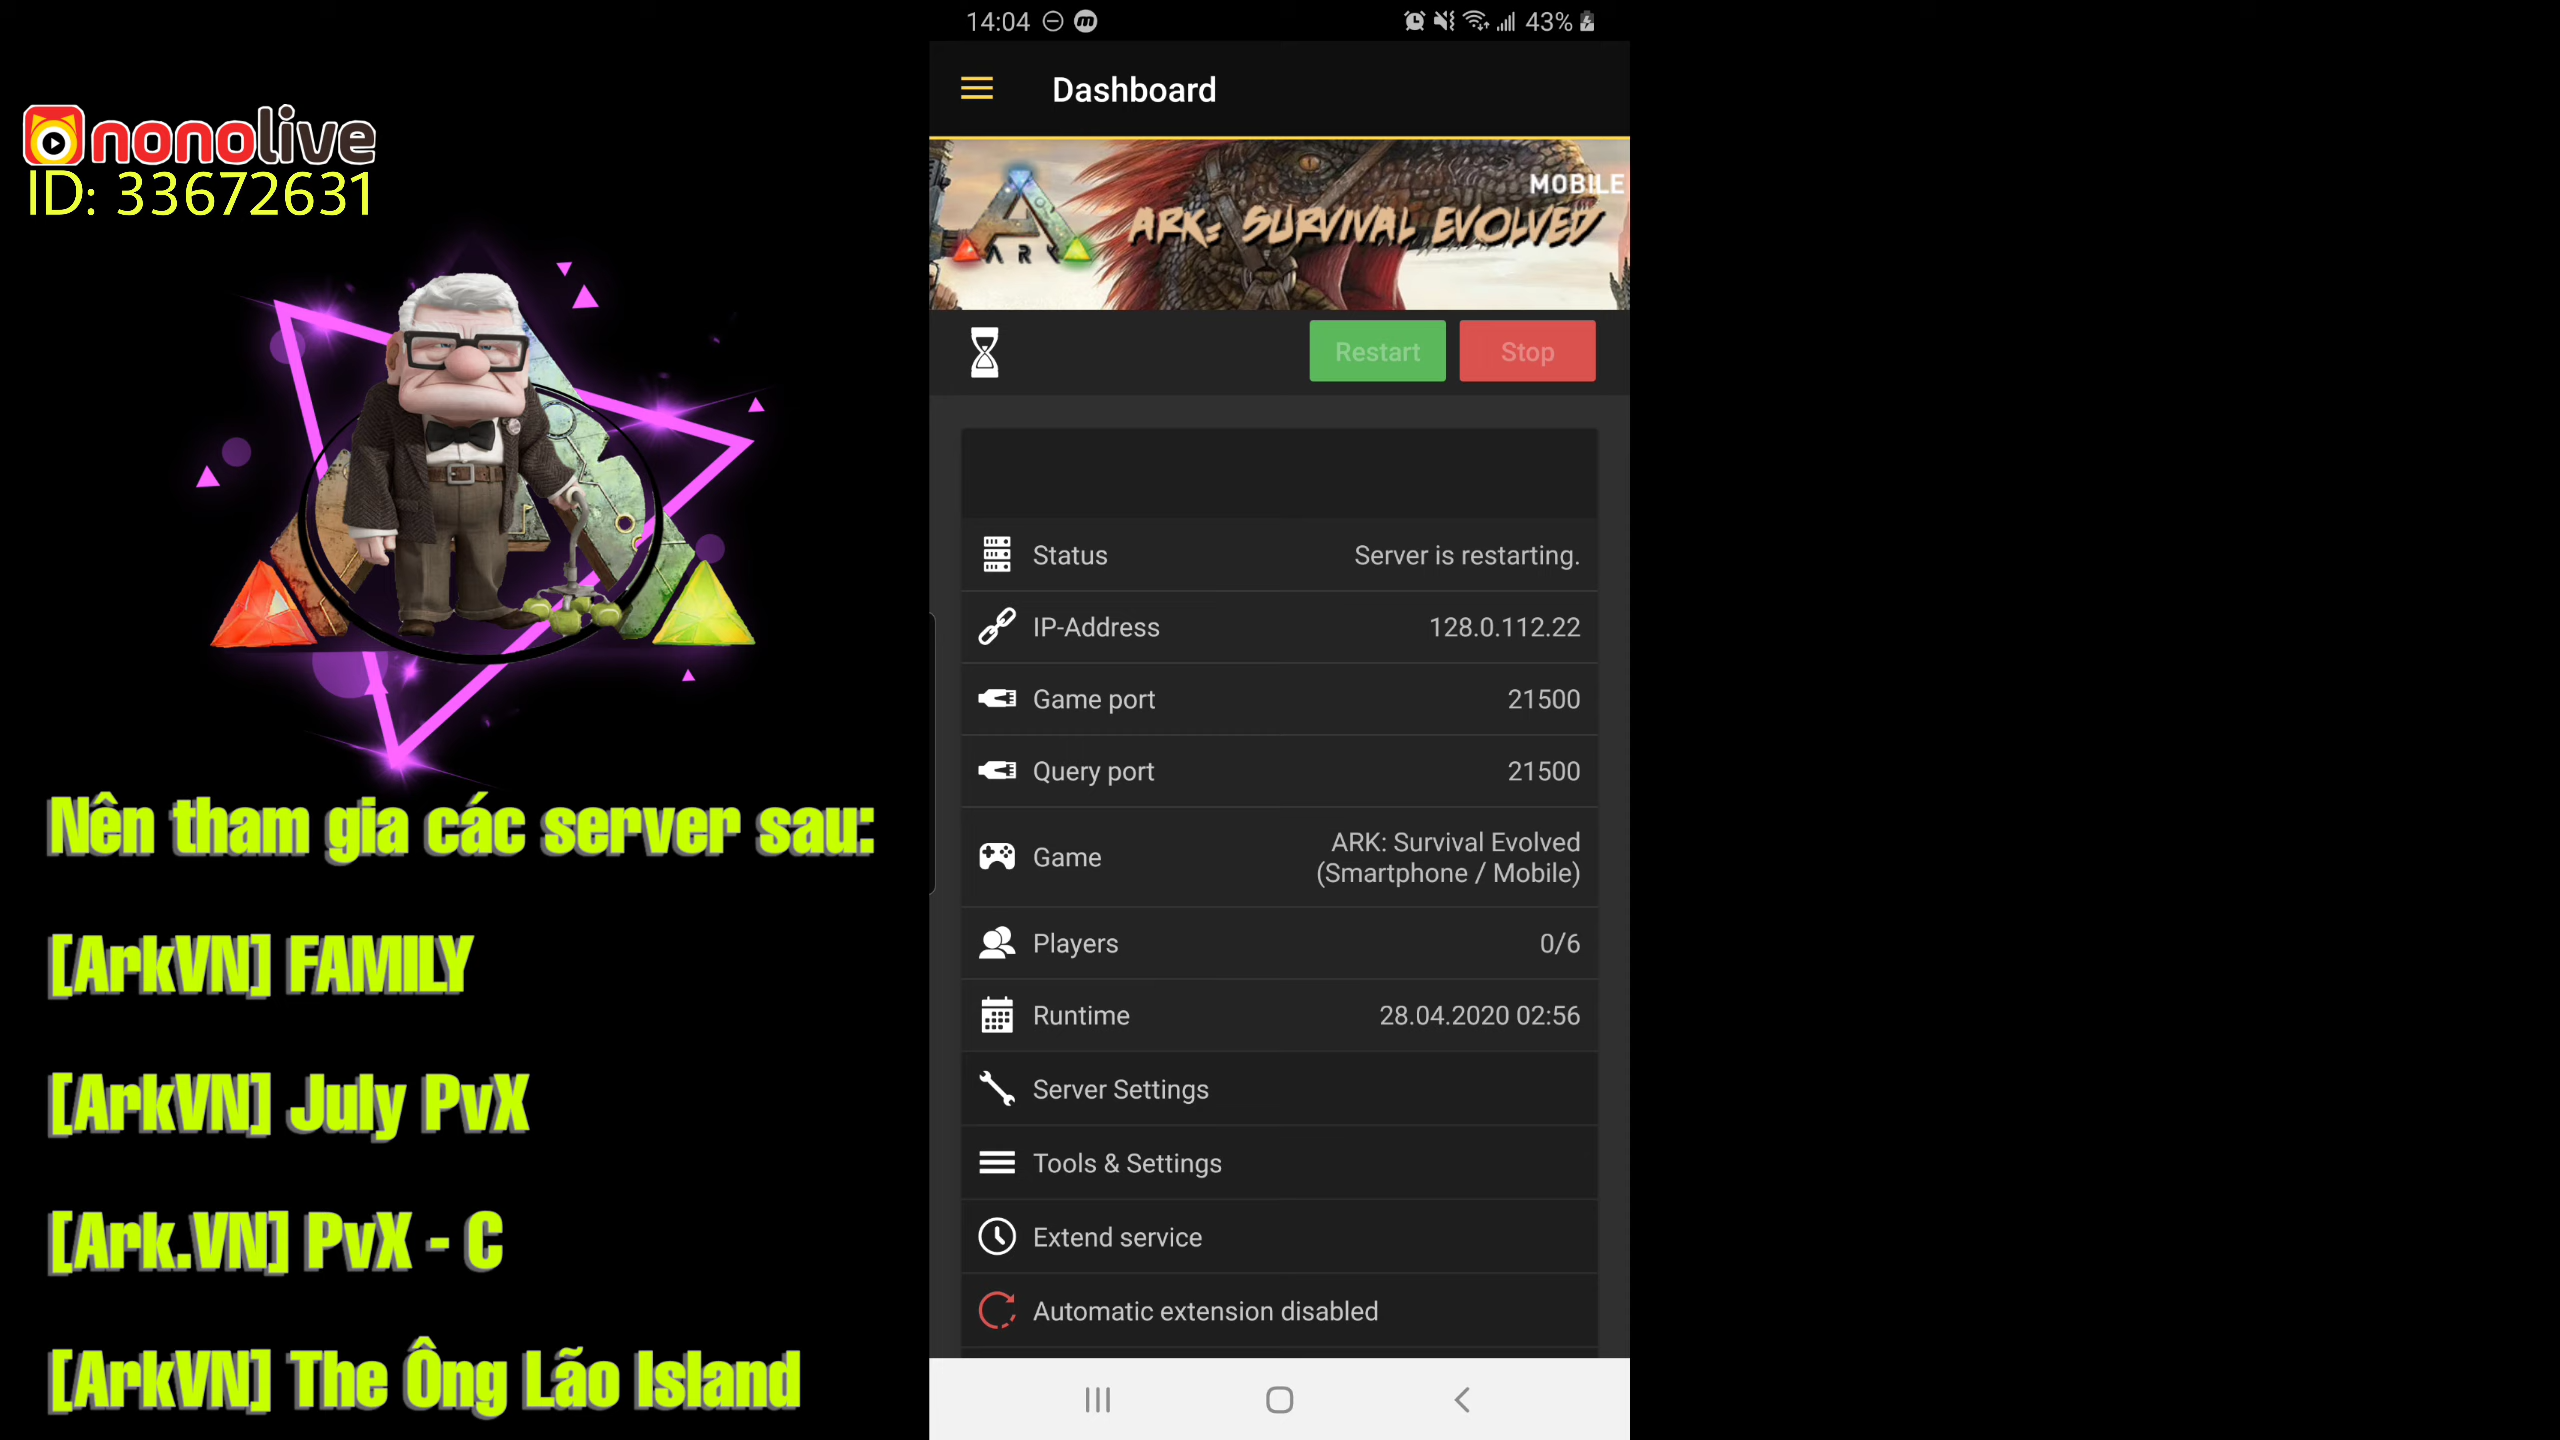 nonolive
ID: 33672631
Nên tham gia các server sau:
[ArkVN] FAMILY
[ArkVN] July PvX
[Ark.VN] PvX - C
[ArkVN] The Ông Lão Island
14:04
43%
Dashboard
MOBILE
ARK: SURVIVAL EVOLVED
ARK
Restart
Stop
Status Server is restarting.
IP-Address 128.0.112.22
Game port 21500
Query port 21500
Game ARK: Survival Evolved
(Smartphone / Mobile)
Players 0/6
Runtime 28.04.2020 02:56
Server Settings
Tools & Settings
Extend service
Automatic extension disabled